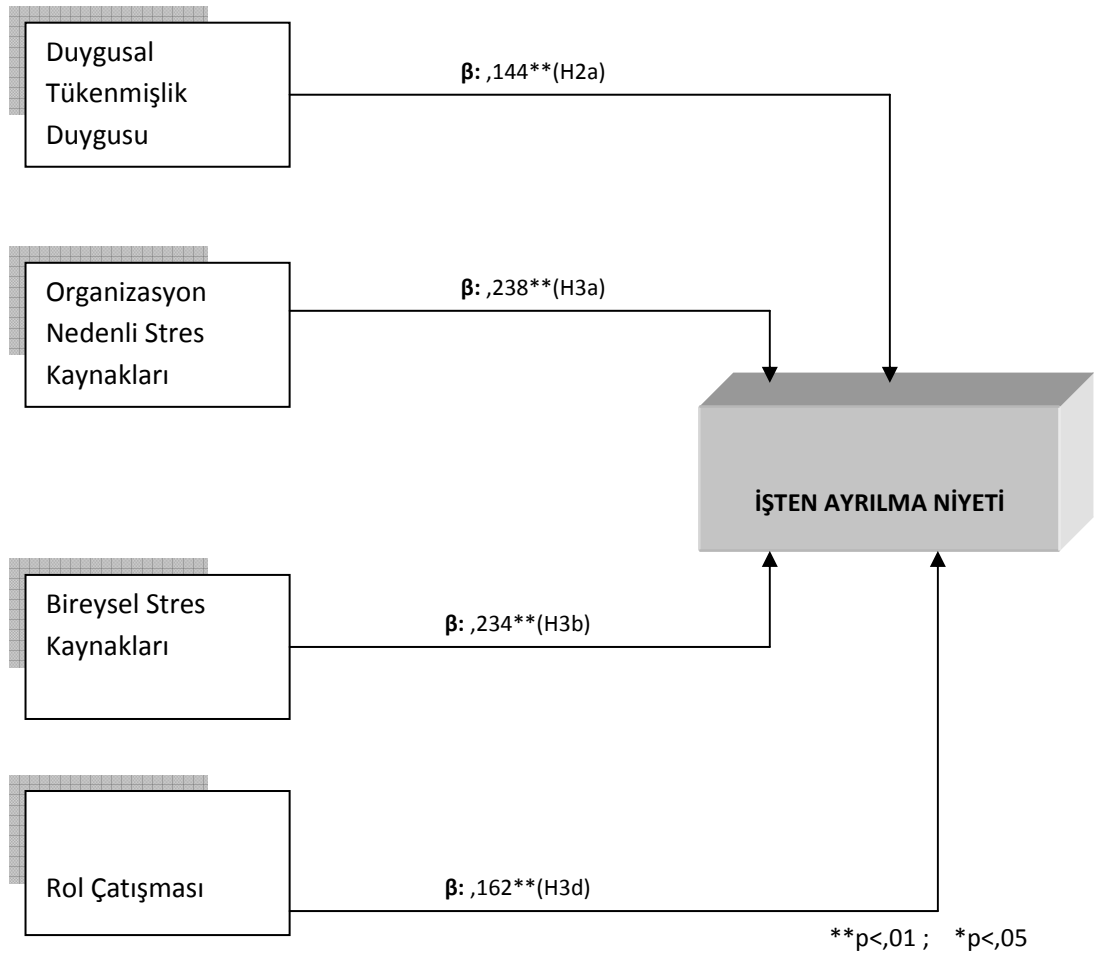 Duygusal
Tükenmişlik
Duygusu
β: ,144**(H2a)
Organizasyon
Nedenli Stres
Kaynakları
β: ,238**(H3a)
İŞTEN AYRILMA NİYETİ
Bireysel Stres
Kaynakları
β: ,234**(H3b)
Rol Çatışması
β: ,162**(H3d)
**p<,01 ; *p<,05